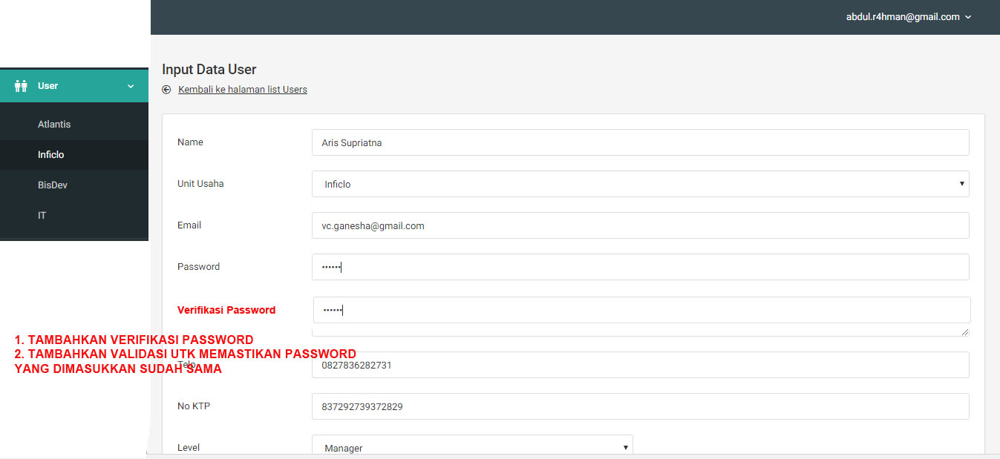 abdul.r4hman@gmail.com
User
Atlantis
Inficlo
BisDev
IT
Input Data User
Kembali ke halaman list Users
Name
Aris Supriatna
Unit Usaha
Inficlo
Email
vc.ganesha@gmail.com
Password
••••••
Verifikasi Password
••••••
1. TAMBAHKAN VERIFIKASI PASSWORD
2. TAMBAHKAN VALIDASI UTK MEMASTIKAN PASSWORD
YANG DIMASUKKAN SUDAH SAMA
Telp
0827836282731
No KTP
837292739372829
Level
Manager